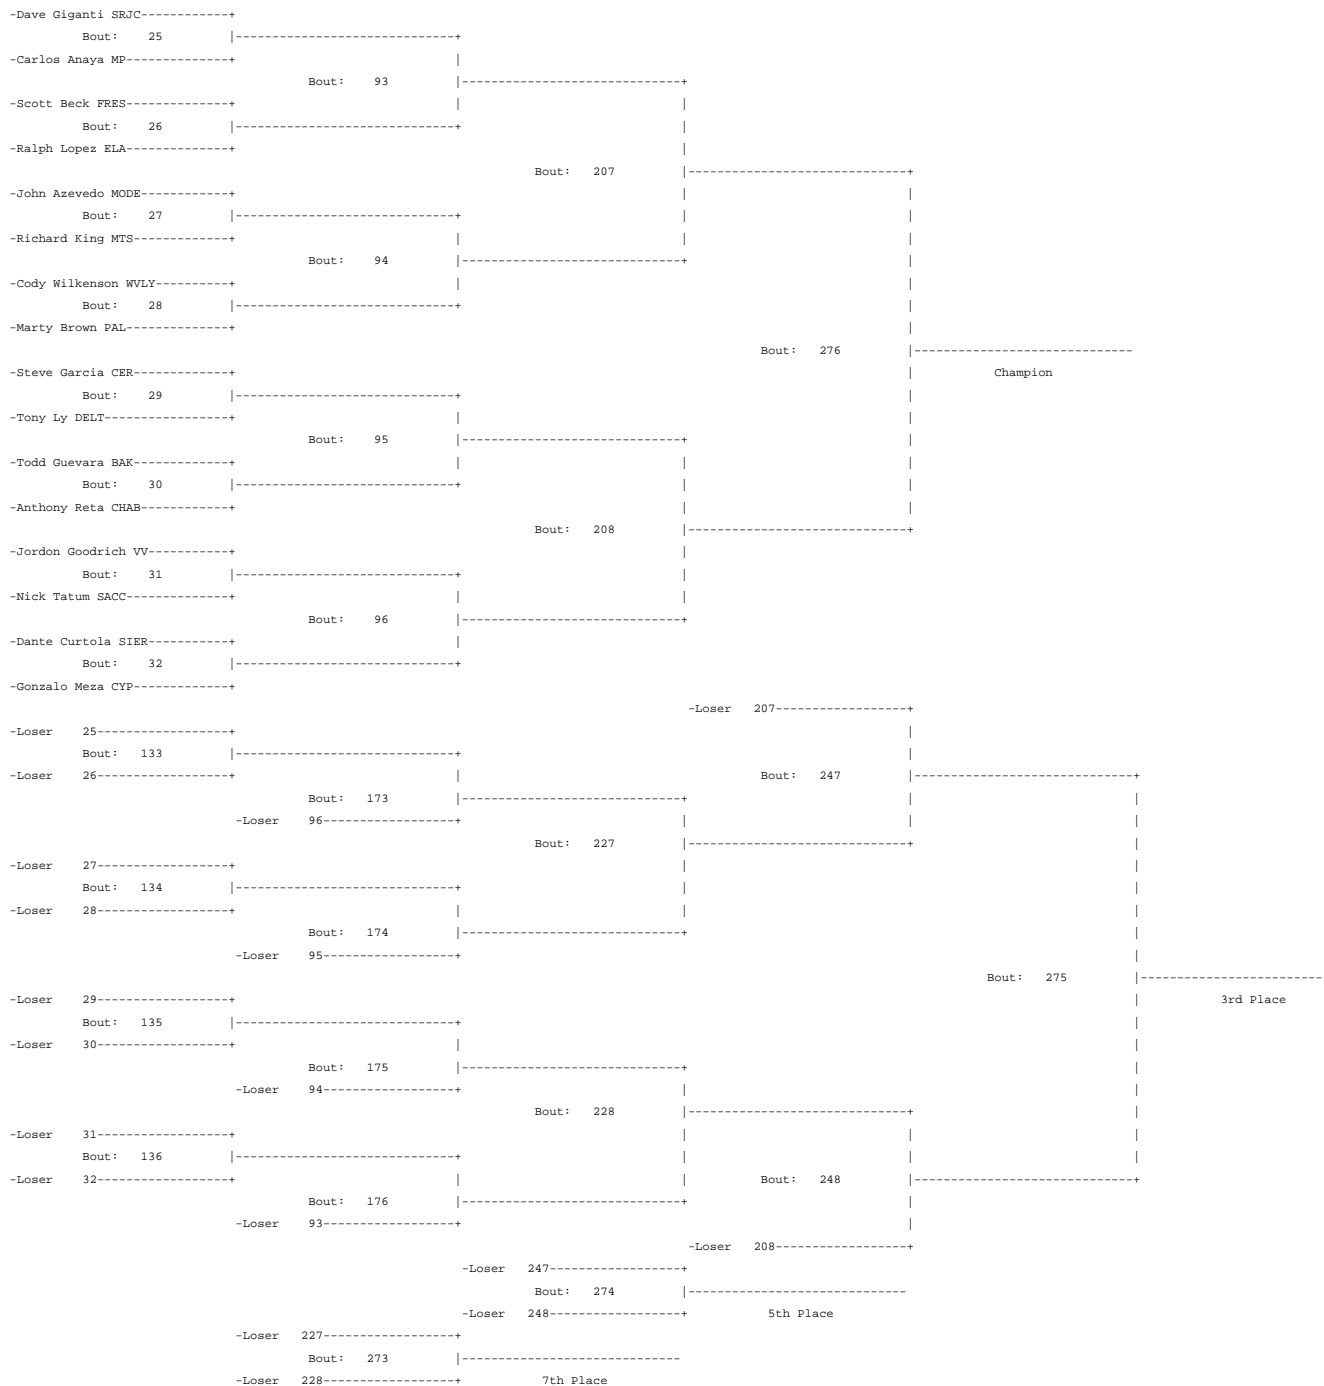 -Dave Giganti SRJC
Bout: 25
-Carlos Anaya MP
Bout: 93
-Scott Beck FRES
Bout: 26
-Ralph Lopez ELA
Bout: 207
-John Azevedo MODE
Bout: 27
-Richard King MTS
Bout: 94
-Cody Wilkenson WVLY
Bout: 28
-Marty Brown PAL
Bout: 276
-Steve Garcia CER
Champion
Bout: 29
-Tony Ly DELT
Bout: 95
-Todd Guevara BAK
Bout: 30
-Anthony Reta CHAB
Bout: 208
-Jordon Goodrich VV
Bout: 31
-Nick Tatum SACC
Bout: 96
-Dante Curtola SIER
Bout: 32
-Gonzalo Meza CYP
-Loser 207
-Loser 25
Bout: 133
-Loser 26
Bout: 247
Bout: 173
-Loser 96
Bout: 227
-Loser 27
Bout: 134
-Loser 28
Bout: 174
-Loser 95
Bout: 275
-Loser 29
3rd Place
Bout: 135
-Loser 30
Bout: 175
-Loser 94
Bout: 228
-Loser 31
Bout: 136
-Loser 32
Bout: 248
Bout: 176
-Loser 93
-Loser 208
-Loser 247
Bout: 274
-Loser 248
5th Place
-Loser 227
Bout: 273
-Loser 228
7th Place